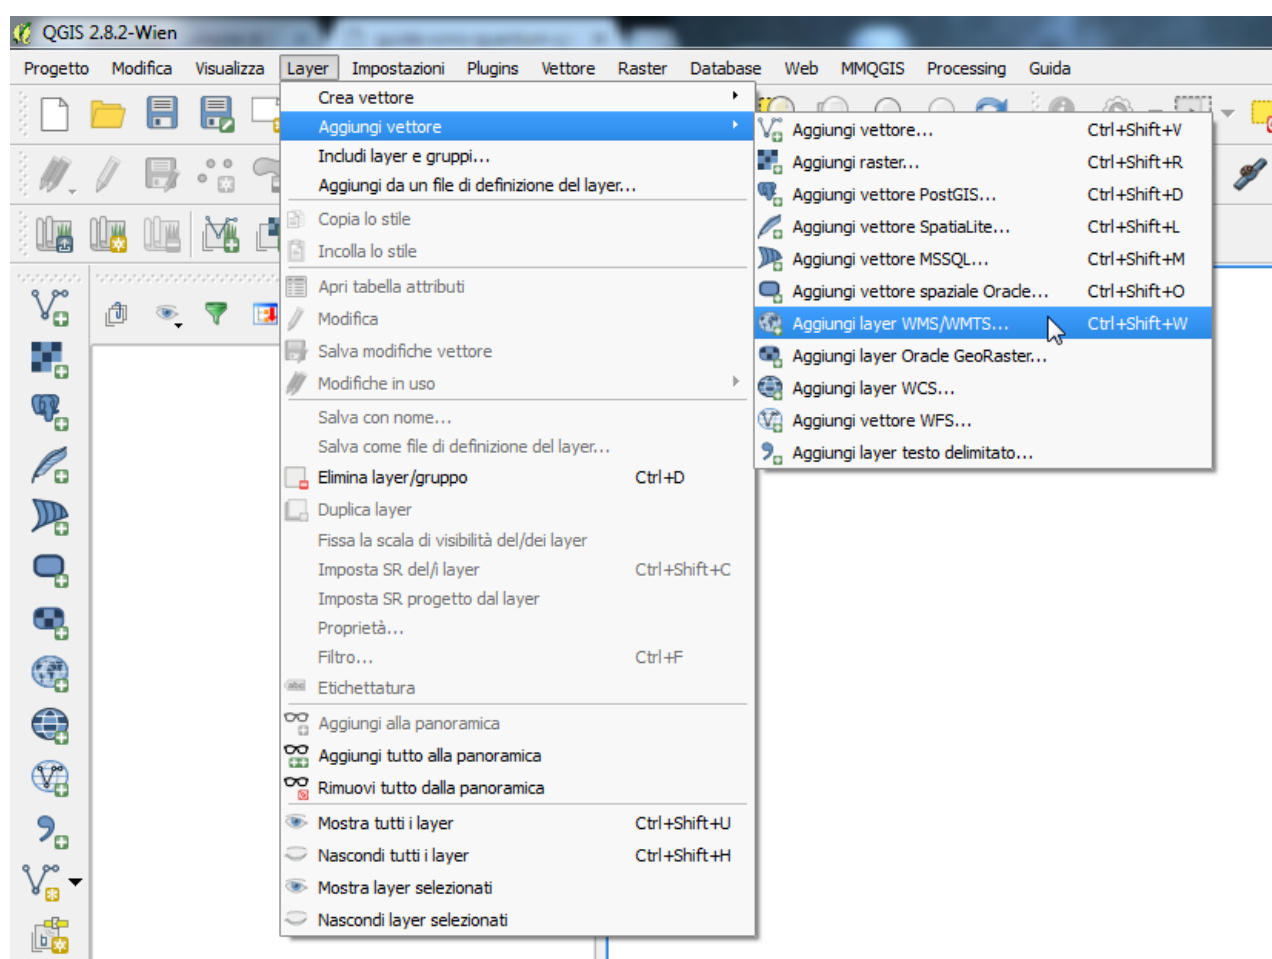 QGIS 2.8.2-Wien
Progetto Modifica Visualizza Layer Impostazioni Plugins Vettore Raster Database Web MMQGIS Processing Guida
Crea vettore
Aggiungi vettore
Includi layer e gruppi...
Aggiungi da un file di definizione del layer...
Copia lo stile
Incolla lo stile
Apri tabella attributi
Modifica
Salva modifiche vettore
Modifiche in uso
Salva con nome...
Salva come file di definizione del layer...
Elimina layer/gruppo Ctrl+D
Duplica layer
Fissa la scala di visibilità del/dei layer
Imposta SR del/i layer Ctrl+Shift+C
Imposta SR progetto dal layer
Proprietà...
Filtro... Ctrl+F
Etichettatura
Aggiungi alla panoramica
Aggiungi tutto alla panoramica
Rimuovi tutto dalla panoramica
Mostra tutti i layer Ctrl+Shift+U
Nascondi tutti i layer Ctrl+Shift+H
Mostra layer selezionati
Nascondi layer selezionati
Aggiungi vettore... Ctrl+Shift+V
Aggiungi raster... Ctrl+Shift+R
Aggiungi vettore PostGIS... Ctrl+Shift+D
Aggiungi vettore SpatiaLite... Ctrl+Shift+L
Aggiungi vettore MSSQL... Ctrl+Shift+M
Aggiungi vettore spaziale Oracle... Ctrl+Shift+O
Aggiungi layer WMS/WMTS... Ctrl+Shift+W
Aggiungi layer Oracle GeoRaster...
Aggiungi layer WCS...
Aggiungi vettore WFS...
Aggiungi layer testo delimitato...